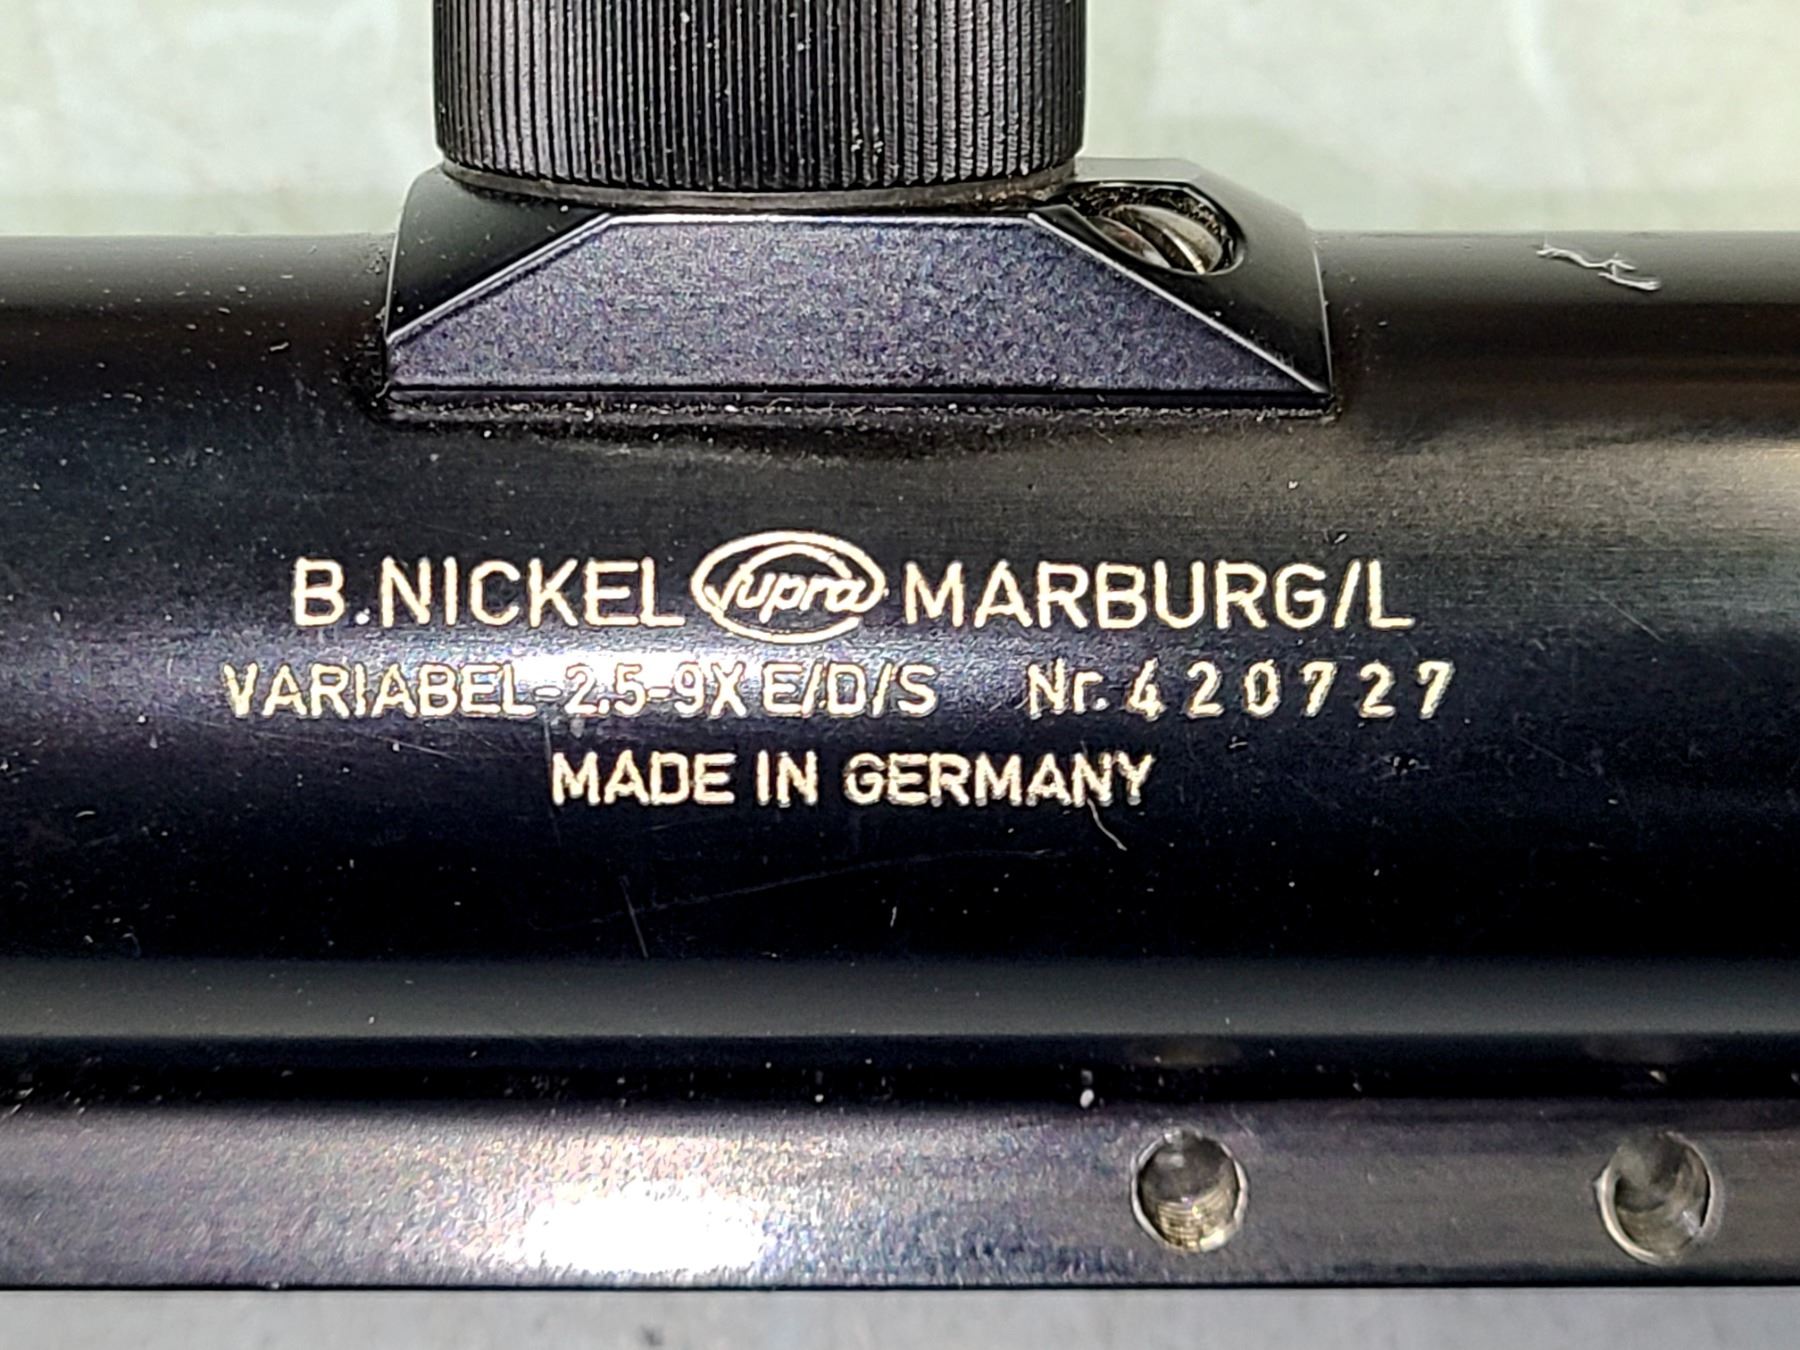 B.NICKEL Supra MARBURG/L
VARIABEL-2,5-9X E/D/S Nr. 420727
MADE IN GERMANY